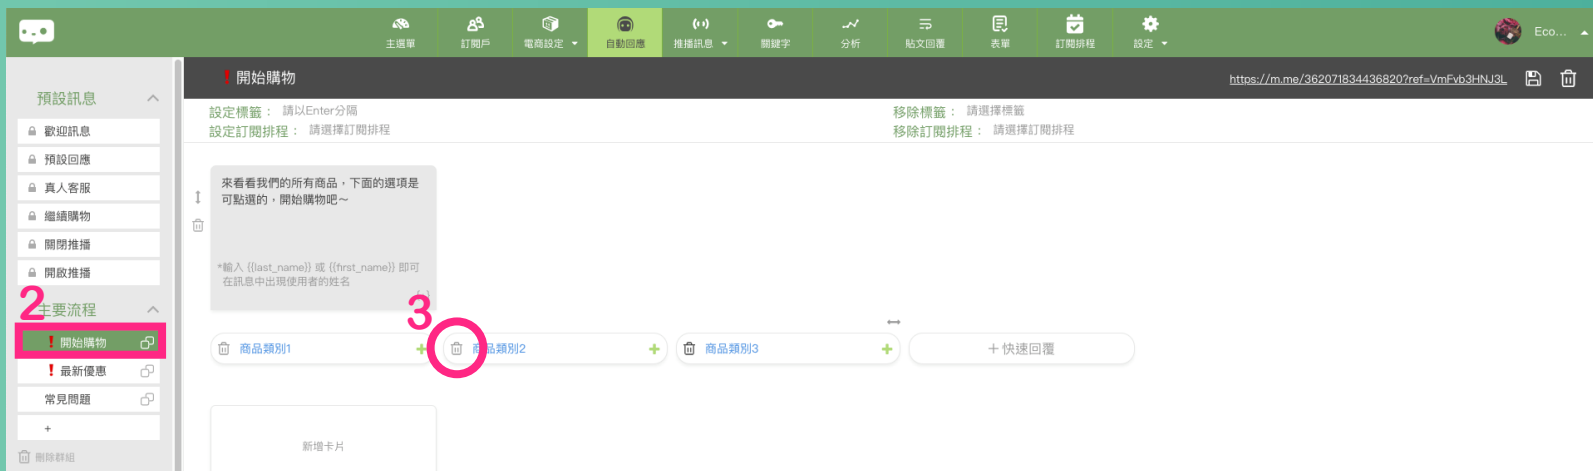 主選單
訂閱戶
電商設定
自動回應
推播訊息
關鍵字
分析
貼文回覆
表單
訂閱排程
設定
Eco...
預設訊息
歡迎訊息
預設回應
真人客服
繼續購物
關閉推播
開啟推播
2
主要流程
❗開始購物
❗最新優惠
常見問題
+
刪除群組
❗開始購物
https://m.me/362071834436820?ref=VmFvb3HNJ3L
設定標籤： 請以Enter分隔
移除標籤： 請選擇標籤
設定訂閱排程： 請選擇訂閱排程
移除訂閱排程： 請選擇訂閱排程
來看看我們的所有商品，下面的選項是
可點選的，開始購物吧～
*輸入 {{last_name}} 或 {{first_name}} 即可
在訊息中出現使用者的姓名
3
商品類別1
商品類別2
商品類別3
＋快速回覆
新增卡片